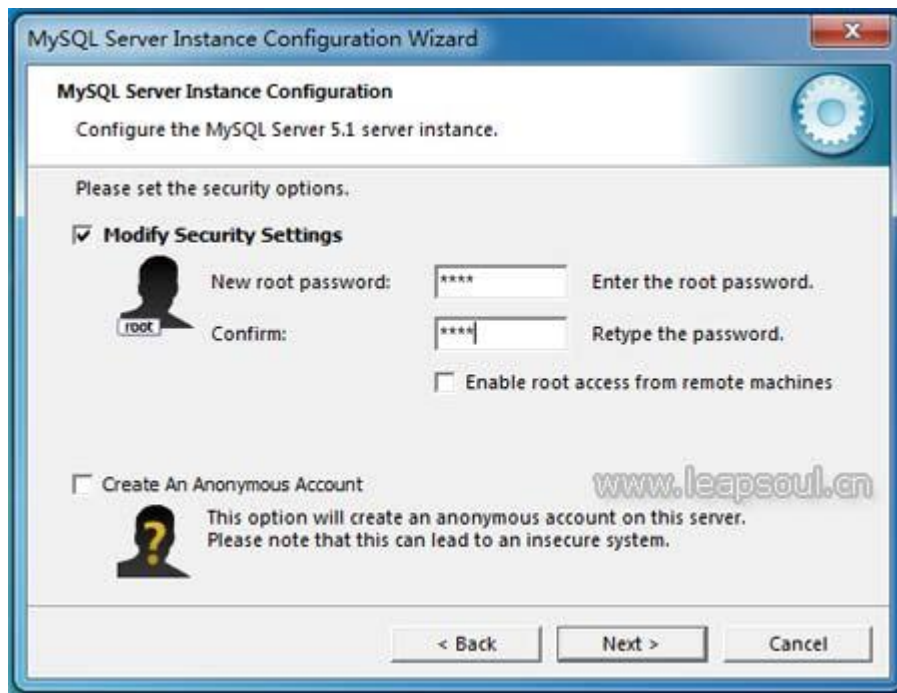 MySQL Server Instance Configuration Wizard
MySQL Server Instance Configuration
Configure the MySQL Server 5.1 server instance.
Please set the security options.
Modify Security Settings
root
New root password: **** Enter the root password.
Confirm: **** Retype the password.
Enable root access from remote machines
Create An Anonymous Account
www.leapsoul.cn
This option will create an anonymous account on this server.
Please note that this can lead to an insecure system.
< Back Next > Cancel